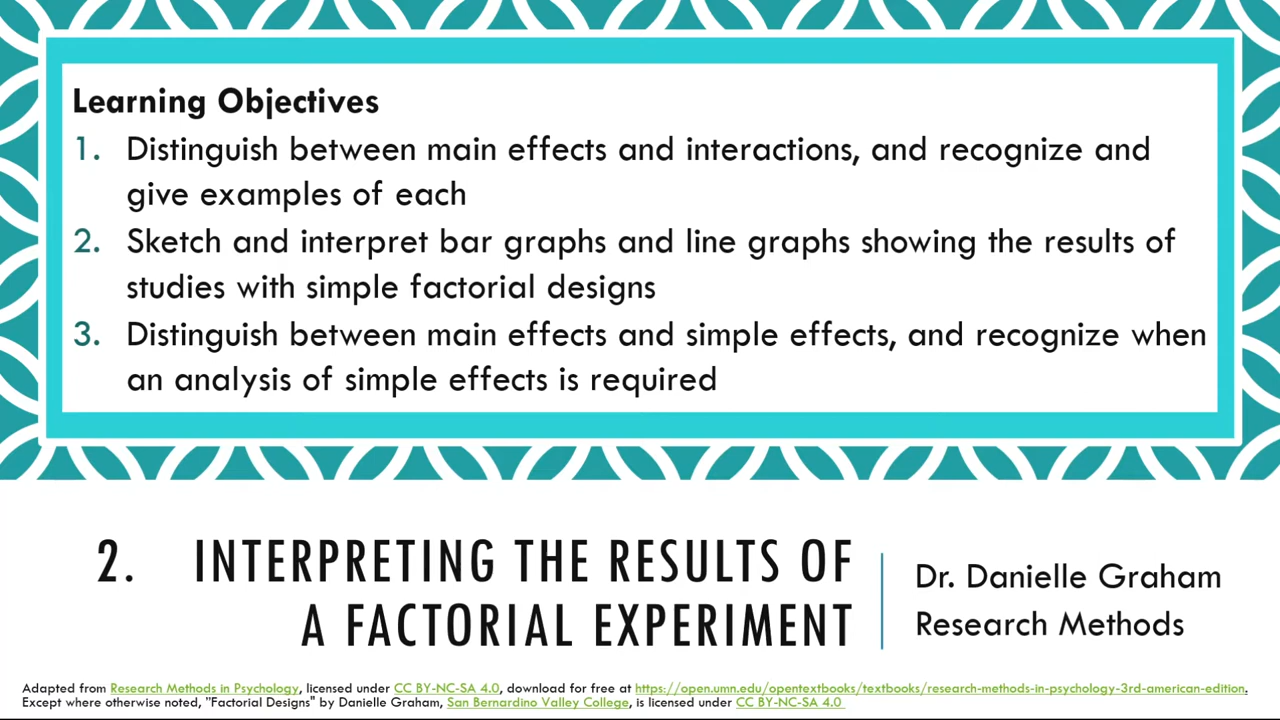 Learning Objectives
1. Distinguish between main effects and interactions, and recognize and
give examples of each
2. Sketch and interpret bar graphs and line graphs showing the results of
studies with simple factorial designs
3. Distinguish between main effects and simple effects, and recognize when
an analysis of simple effects is required
2. INTERPRETING THE RESULTS OF
A FACTORIAL EXPERIMENT
Dr. Danielle Graham
Research Methods
Adapted from Research Methods in Psychology, licensed under CC BY-NC-SA 4.0, download for free at https://open.umn.edu/opentextbooks/textbooks/research-methods-in-psychology-3rd-american-edition.
Except where otherwise noted, "Factorial Designs" by Danielle Graham, San Bernardino Valley College, is licensed under CC BY-NC-SA 4.0